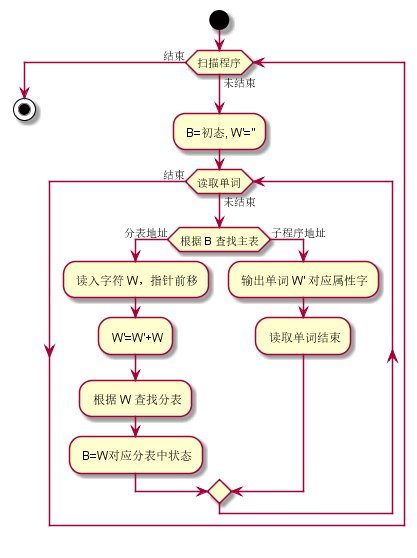 结束
扫描程序
未结束
B=初态, W'=''
结束
读取单词
未结束
分表地址
根据 B 查找主表
子程序地址
读入字符 W，指针前移
输出单词 W' 对应属性字
W'=W'+W
读取单词结束
根据 W 查找分表
B=W对应分表中状态